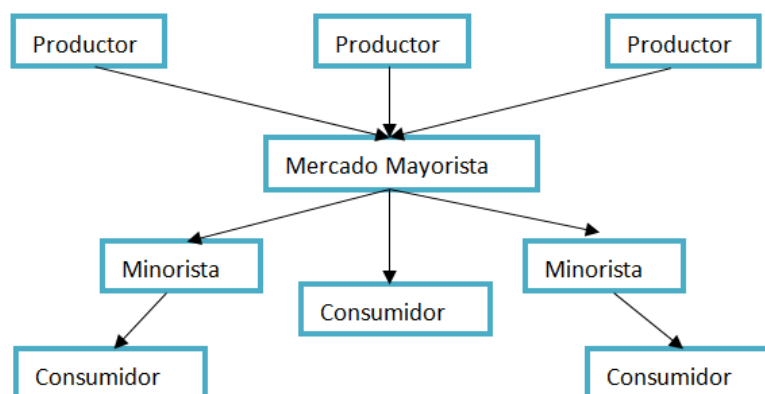 Productor
Productor
Productor
Mercado Mayorista
Minorista
Minorista
Consumidor
Consumidor
Consumidor